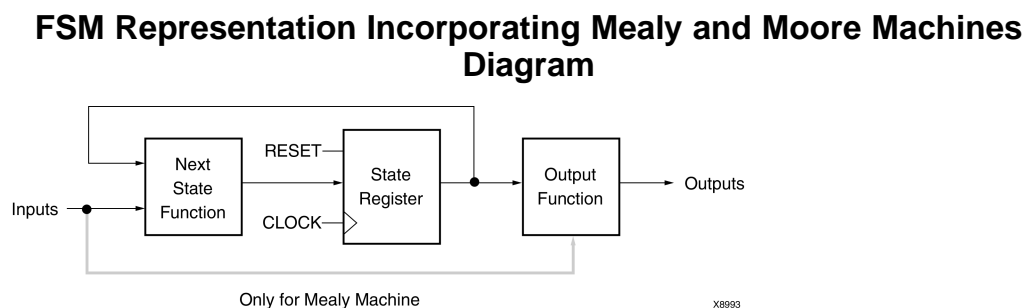 FSM Representation Incorporating Mealy and Moore Machines
Diagram
Inputs
Next
State
Function
RESET
CLOCK
State
Register
Output
Function
Outputs
Only for Mealy Machine
X8993